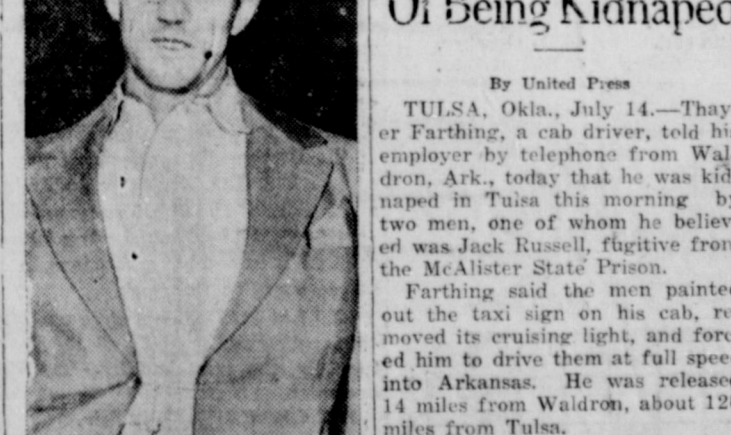 Of Being Kidnaped
By United Press
TULSA, Okla., July 14.—Thay-
er Farthing, a cab driver, told hi
employer by telephone from Wal
dron, Ark., today that he was kid
naped in Tulsa this morning b
two men, one of whom he believ
ed was Jack Russell, fugitive fron
the McAlister State Prison.
Farthing said the men painte
out the taxi sign on his cab, re
moved its cruising light, and forc
ed him to drive them at full spee
into Arkansas. He was release
14 miles from Waldron, about 12
miles from Tulsa.